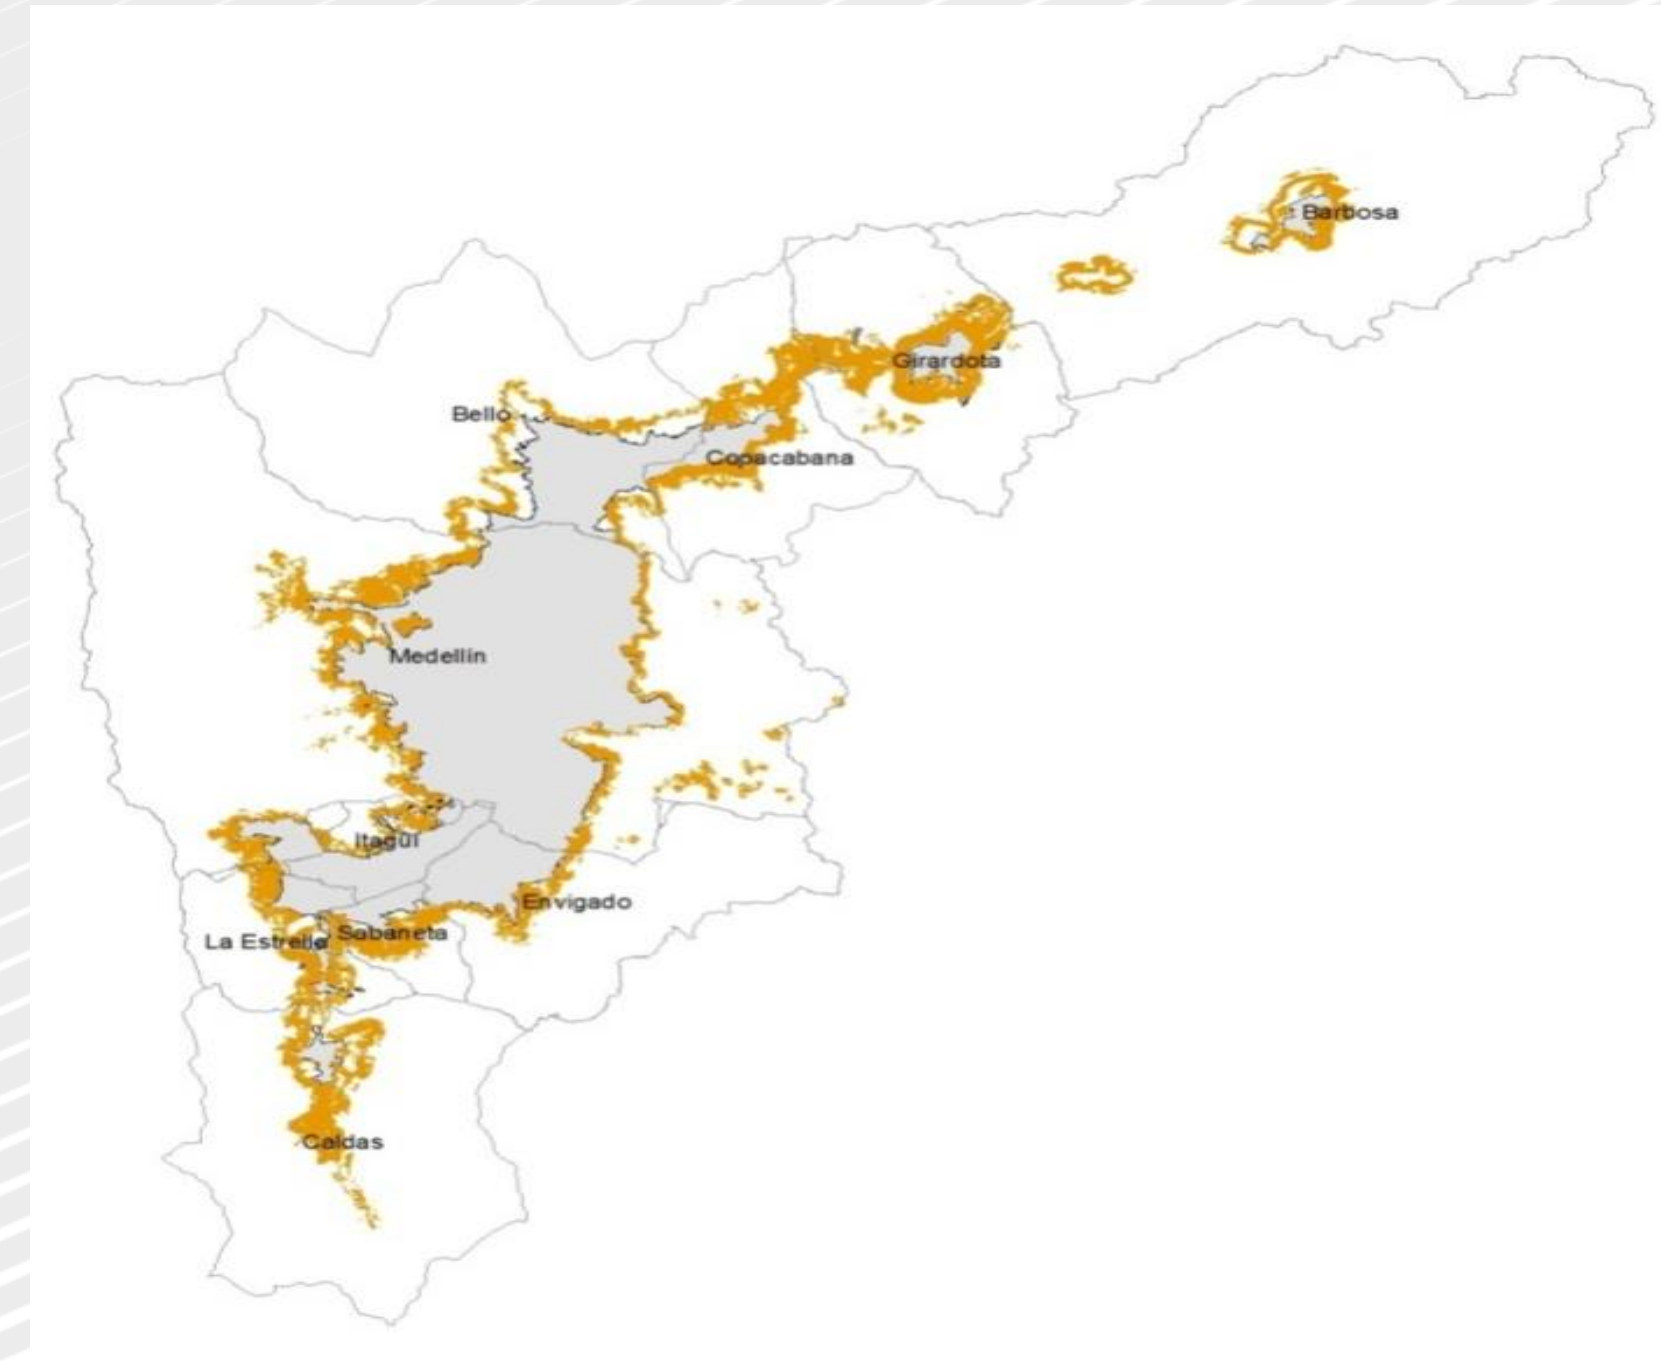 Barbosa
Girardota
Bello
Copacabana
Medellín
Itagüí
Envigado
Sabaneta
La Estrella
Caldas